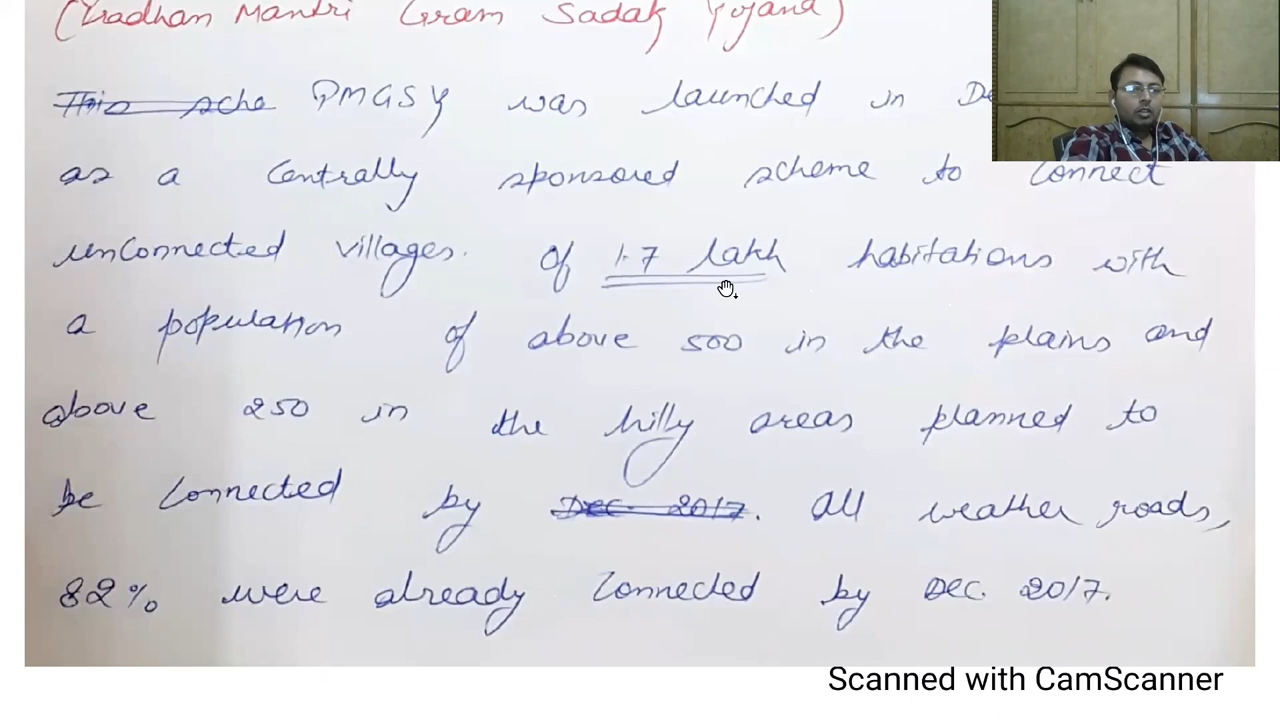 (Pradhan Mantri Gram Sadak Yojana)
This sche PMGSY was launched in
as a Centrally sponsored scheme to Connect
unconnected villages. Of 1.7 lakh habitations with
a population of above 500 in the plains and
above 250 in the hilly areas planned to
be Connected by Dec. 2017. all weather roads,
82% were already Connected by Dec. 2017.
Scanned with CamScanner